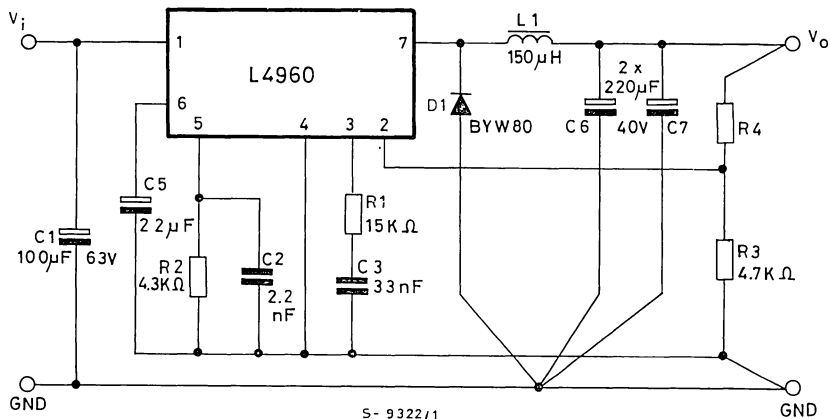 Vi
1
7
L1
150µH
Vo
L4960
6
5
4
3
2
D1
BYW80
2 x
220µF
C6
40V
C7
R4
C5
22µF
R1
15KΩ
C1
100µF
63V
R2
4.3KΩ
C2
2.2
nF
C3
33nF
R3
4.7KΩ
GND
GND
S-9322/1